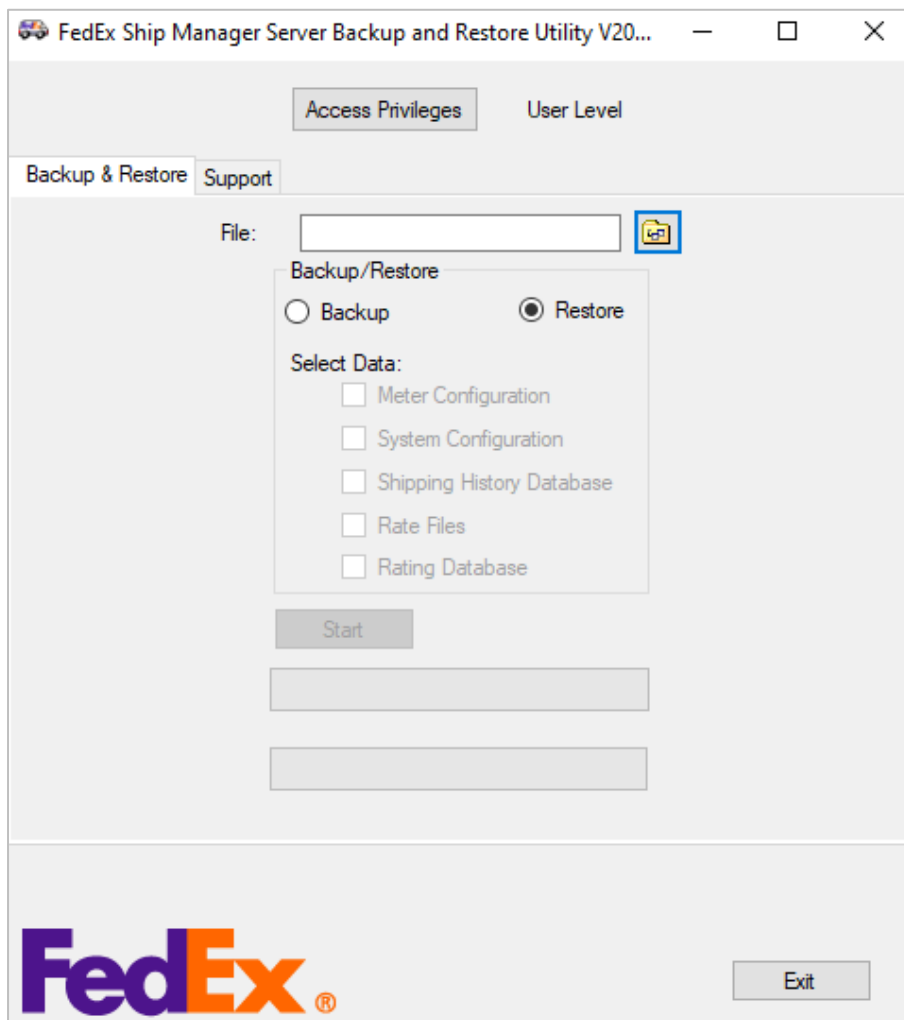 FedEx Ship Manager Server Backup and Restore Utility V20...
Access Privileges User Level
Backup & Restore Support
File:
Backup/Restore
Backup Restore
Select Data:
Meter Configuration
System Configuration
Shipping History Database
Rate Files
Rating Database
Start
FedEx®
Exit